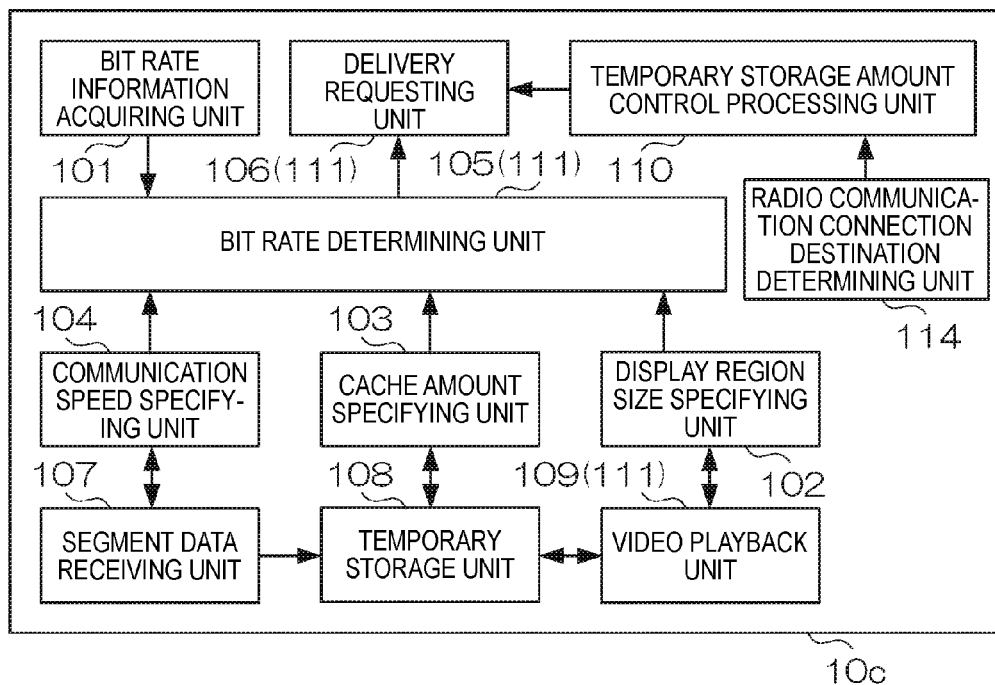 BIT RATE
INFORMATION
ACQUIRING UNIT
101
DELIVERY
REQUESTING
UNIT
106(111)
TEMPORARY STORAGE AMOUNT
CONTROL PROCESSING UNIT
110
105(111)
BIT RATE DETERMINING UNIT
RADIO COMMUNICA-
TION CONNECTION
DESTINATION
DETERMINING UNIT
114
104
COMMUNICATION
SPEED SPECIFY-
ING UNIT
103
CACHE AMOUNT
SPECIFYING UNIT
DISPLAY REGION
SIZE SPECIFYING
UNIT
102
107
SEGMENT DATA
RECEIVING UNIT
108
TEMPORARY
STORAGE UNIT
109(111)
VIDEO PLAYBACK
UNIT
10c